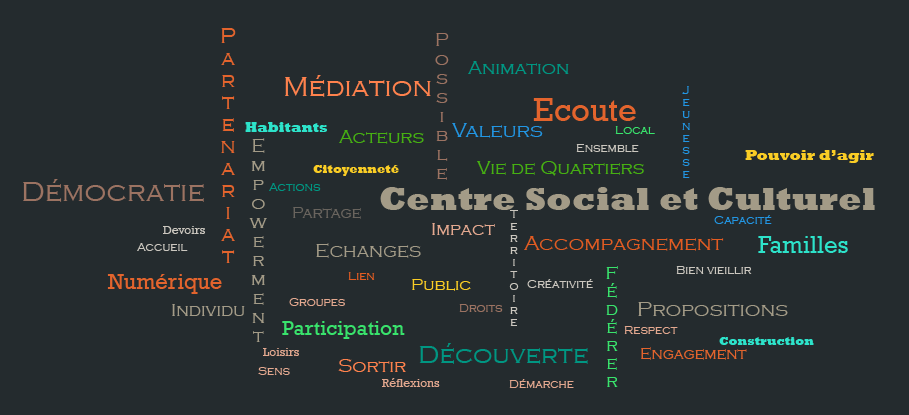 Partenariat
Possible
Animation
Médiation
Jeunesse
Ecoute
Habitants
Valeurs
Local
Acteurs
Empowerment
Ensemble
Pouvoir d'agir
Citoyenneté
Vie de Quartiers
Actions
Démocratie
Centre Social et Culturel
Partage
Territoire
Capacité
Devoirs
Impact
Accueil
Echanges
Accompagnement
Familles
Lien
Fédérer
Bien vieillir
Numérique
Public
Créativité
Groupes
Individu
Droits
Propositions
Participation
Respect
Construction
Loisirs
Découverte
Engagement
Sens
Sortir
Réflexions
Démarche